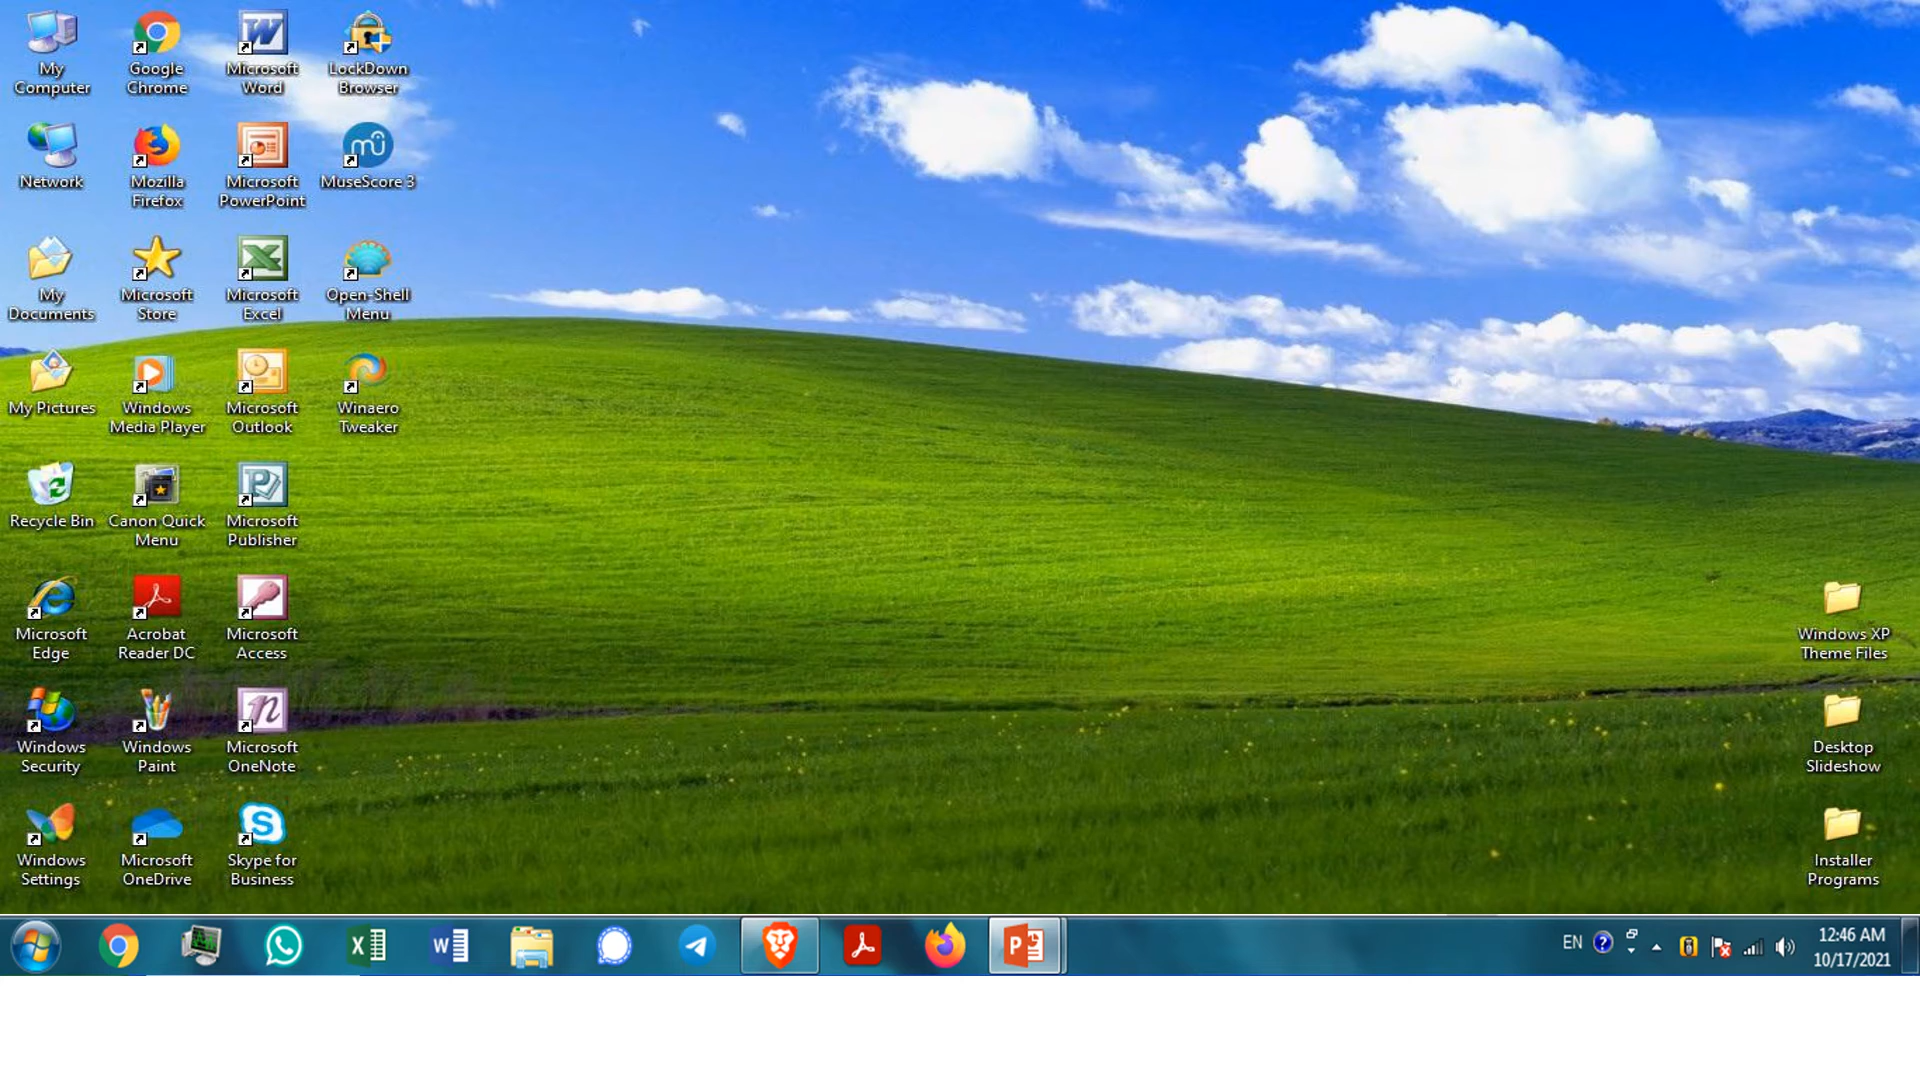 My
Computer
Google
Chrome
Microsoft
Word
LockDown
Browser
Network
Mozilla
Firefox
Microsoft
PowerPoint
MuseScore 3
My
Documents
Microsoft
Store
Microsoft
Excel
Open-Shell
Menu
My Pictures
Windows
Media Player
Microsoft
Outlook
Winaero
Tweaker
Recycle Bin
Canon Quick
Menu
Microsoft
Publisher
Microsoft
Edge
Acrobat
Reader DC
Microsoft
Access
Windows XP
Theme Files
Windows
Security
Windows
Paint
Microsoft
OneNote
Desktop
Slideshow
Windows
Settings
Microsoft
OneDrive
Skype for
Business
Installer
Programs
EN
12:46 AM
10/17/2021